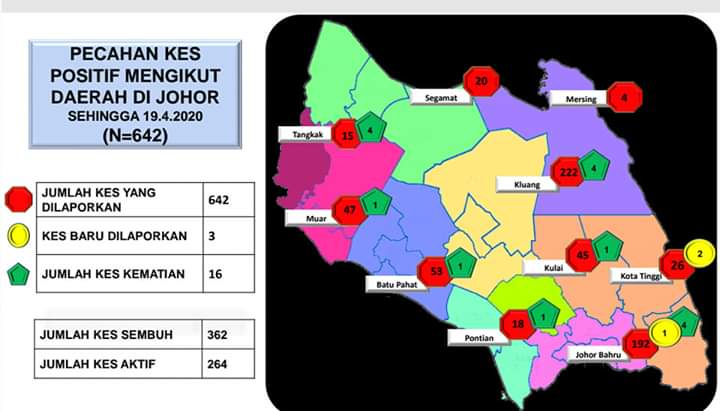 PECAHAN KES
POSITIF MENGIKUT
DAERAH DI JOHOR
SEHINGGA 19.4.2020
(N=642)
JUMLAH KES YANG
DILAPORKAN
642
KES BARU DILAPORKAN
3
JUMLAH KES KEMATIAN
16
JUMLAH KES SEMBUH
362
JUMLAH KES AKTIF
264
Segamat
20
Mersing
4
Tangkak
15
4
Kluang
222
4
Muar
47
1
Kulai
45
1
Kota Tinggi
26
2
Batu Pahat
53
1
Pontian
18
1
Johor Bahru
192
1
4